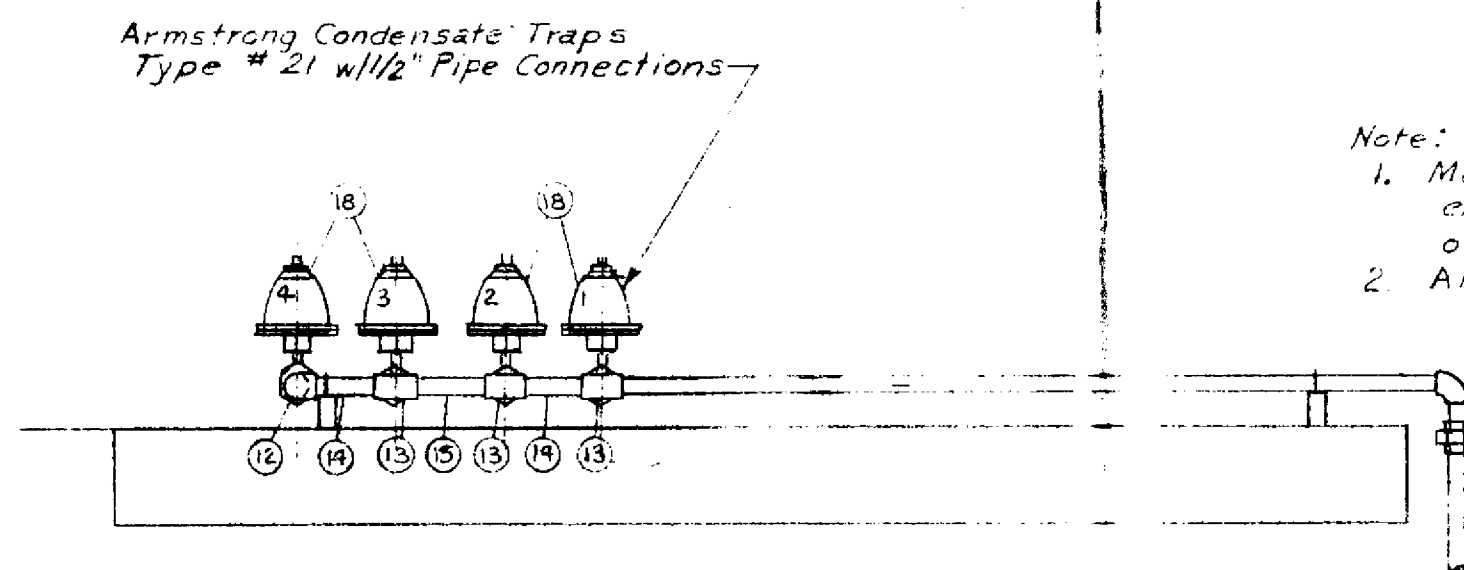 Armstrong Condensate Traps
Type # 21 w/1/2" Pipe Connections
Note:
1.
2.
18 18
4 3 2 1
12 14 13 15 13 14 13